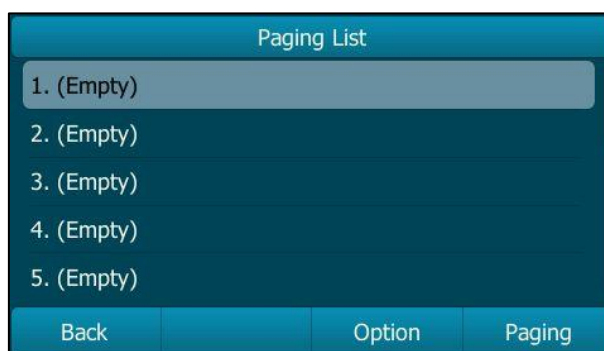 Paging List
1. (Empty)
2. (Empty)
3. (Empty)
4. (Empty)
5. (Empty)
Back Option Paging